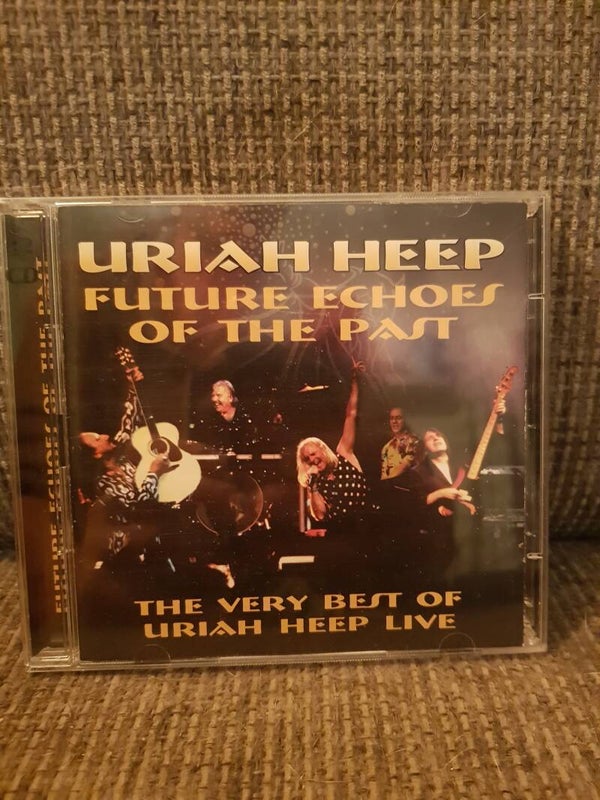 URIAH HEEP
FUTURE ECHOES
OF THE PAST
THE VERY BEST OF
URIAH HEEP LIVE
FUTURE ECHOES OF THE PAST